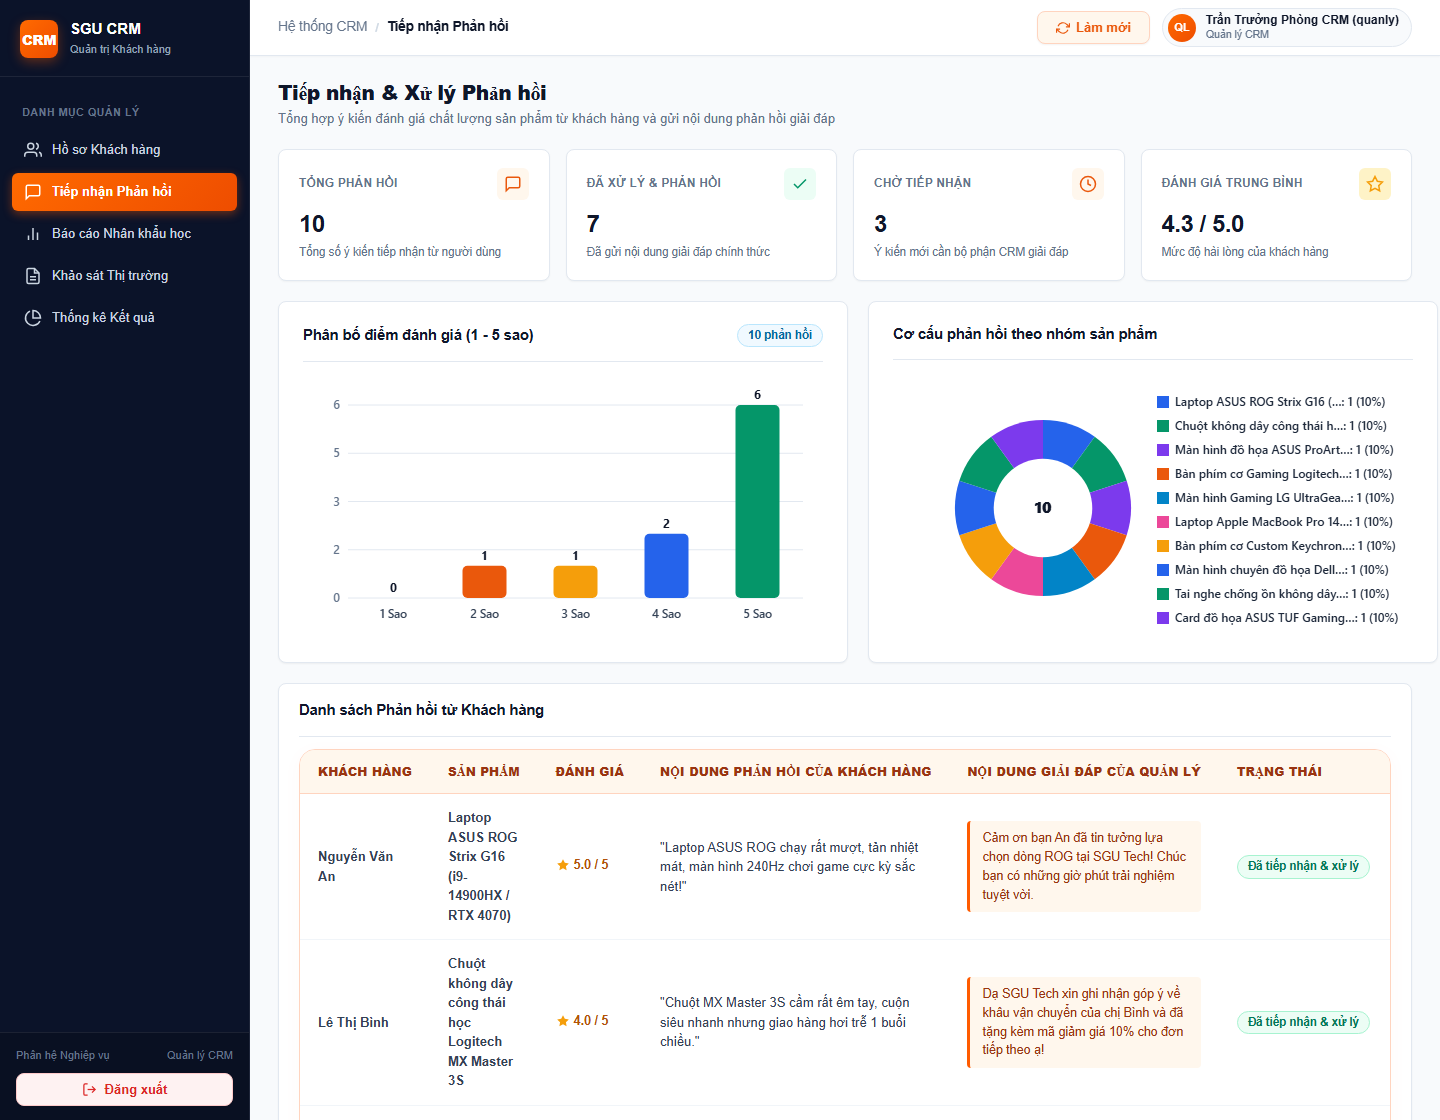 CRM
SGU CRM
Quản trị Khách hàng
DANH MỤC QUẢN LÝ
Hồ sơ Khách hàng
Tiếp nhận Phản hồi
Báo cáo Nhân khẩu học
Khảo sát Thị trường
Thống kê Kết quả
Phân hệ Nghiệp vụ
Quản lý CRM
Đăng xuất
Hệ thống CRM / Tiếp nhận Phản hồi
Làm mới
QL
Trần Trưởng Phòng CRM (quanly)
Quản lý CRM
Tiếp nhận & Xử lý Phản hồi
Tổng hợp ý kiến đánh giá chất lượng sản phẩm từ khách hàng và gửi nội dung phản hồi giải đáp
TỔNG PHẢN HỒI
10
Tổng số ý kiến tiếp nhận từ người dùng
ĐÃ XỬ LÝ & PHẢN HỒI
7
Đã gửi nội dung giải đáp chính thức
CHỜ TIẾP NHẬN
3
Ý kiến mới cần bộ phận CRM giải đáp
ĐÁNH GIÁ TRUNG BÌNH
4.3 / 5.0
Mức độ hài lòng của khách hàng
Phân bố điểm đánh giá (1 - 5 sao)
10 phản hồi
6
5
3
2
0
0
1
1
2
6
1 Sao
2 Sao
3 Sao
4 Sao
5 Sao
Cơ cấu phản hồi theo nhóm sản phẩm
10
Laptop ASUS ROG Strix G16 (...: 1 (10%)
Chuột không dây công thái h...: 1 (10%)
Màn hình đồ họa ASUS ProArt...: 1 (10%)
Bàn phím cơ Gaming Logitech...: 1 (10%)
Màn hình Gaming LG UltraGea...: 1 (10%)
Laptop Apple MacBook Pro 14...: 1 (10%)
Bàn phím cơ Custom Keychron...: 1 (10%)
Màn hình chuyên đồ họa Dell...: 1 (10%)
Tai nghe chống ồn không dây...: 1 (10%)
Card đồ họa ASUS TUF Gaming...: 1 (10%)
Danh sách Phản hồi từ Khách hàng
KHÁCH HÀNG
SẢN PHẨM
ĐÁNH GIÁ
NỘI DUNG PHẢN HỒI CỦA KHÁCH HÀNG
NỘI DUNG GIẢI ĐÁP CỦA QUẢN LÝ
TRẠNG THÁI
Nguyễn Văn
An
Laptop
ASUS ROG
Strix G16
(i9-
14900HX /
RTX 4070)
5.0 / 5
"Laptop ASUS ROG chạy rất mượt, tản nhiệt
mát, màn hình 240Hz chơi game cực kỳ sắc
nét!"
Cảm ơn bạn An đã tin tưởng lựa
chọn dòng ROG tại SGU Tech! Chúc
bạn có những giờ phút trải nghiệm
tuyệt vời.
Đã tiếp nhận & xử lý
Lê Thị Bình
Chuột
không dây
công thái
học
Logitech
MX Master
3S
4.0 / 5
"Chuột MX Master 3S cầm rất êm tay, cuộn
siêu nhanh nhưng giao hàng hơi trễ 1 buổi
chiều."
Dạ SGU Tech xin ghi nhận góp ý về
khâu vận chuyển của chị Bình và đã
tặng kèm mã giảm giá 10% cho đơn
tiếp theo ạ!
Đã tiếp nhận & xử lý